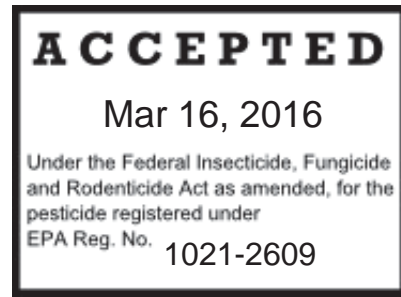 ACCEPTED
Mar 16, 2016
Under the Federal Insecticide, Fungicide
and Rodenticide Act as amended, for the
pesticide registered under
EPA Reg. No. 1021-2609